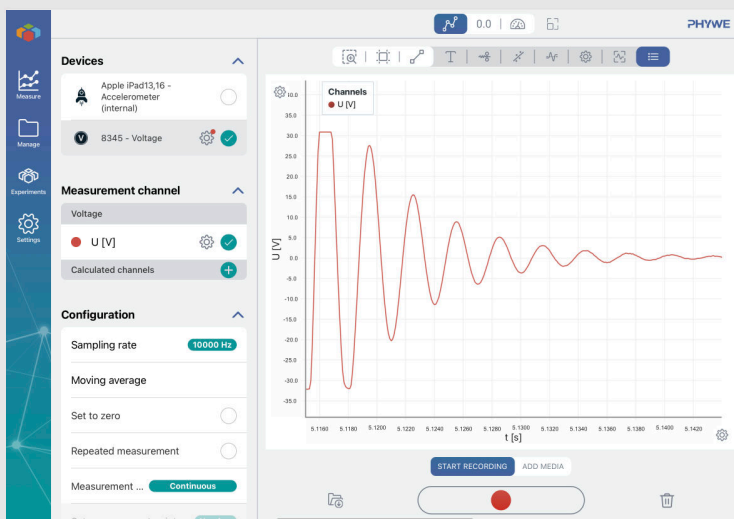 0.0
PHYWE
Measure
Manage
Experiments
Settings
Devices
Apple iPad13,16 -
Accelerometer
(internal)
V
8345 - Voltage
Measurement channel
Voltage
U [V]
Calculated channels
Configuration
Sampling rate
10000 Hz
Moving average
Set to zero
Repeated measurement
Measurement ...
Continuous
T
Channels
U [V]
35.0
30.0
25.0
20.0
15.0
10.0
5.0
0.0
-5.0
-10.0
-15.0
-20.0
-25.0
-30.0
-35.0
U [V]
5.1160
5.1180
5.1200
5.1220
5.1240
5.1260
5.1280
5.1300
5.1320
5.1340
5.1360
5.1380
5.1400
5.1420
t [s]
START RECORDING
ADD MEDIA